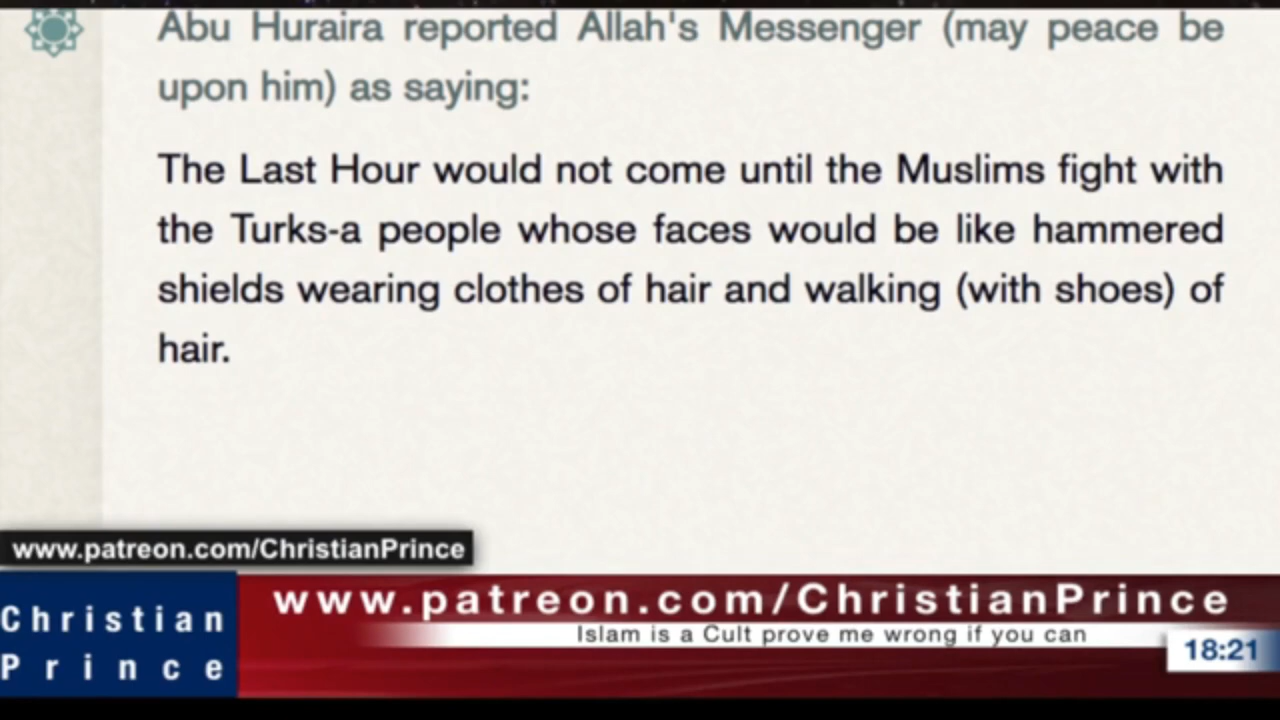 Abu Huraira reported Allah's Messenger (may peace be
upon him) as saying:
The Last Hour would not come until the Muslims fight with
the Turks-a people whose faces would be like hammered
shields wearing clothes of hair and walking (with shoes) of
hair.
www.patreon.com/ChristianPrince
Christian
Prince
www.patreon.com/ChristianPrince
Islam is a Cult prove me wrong if you can
18:21